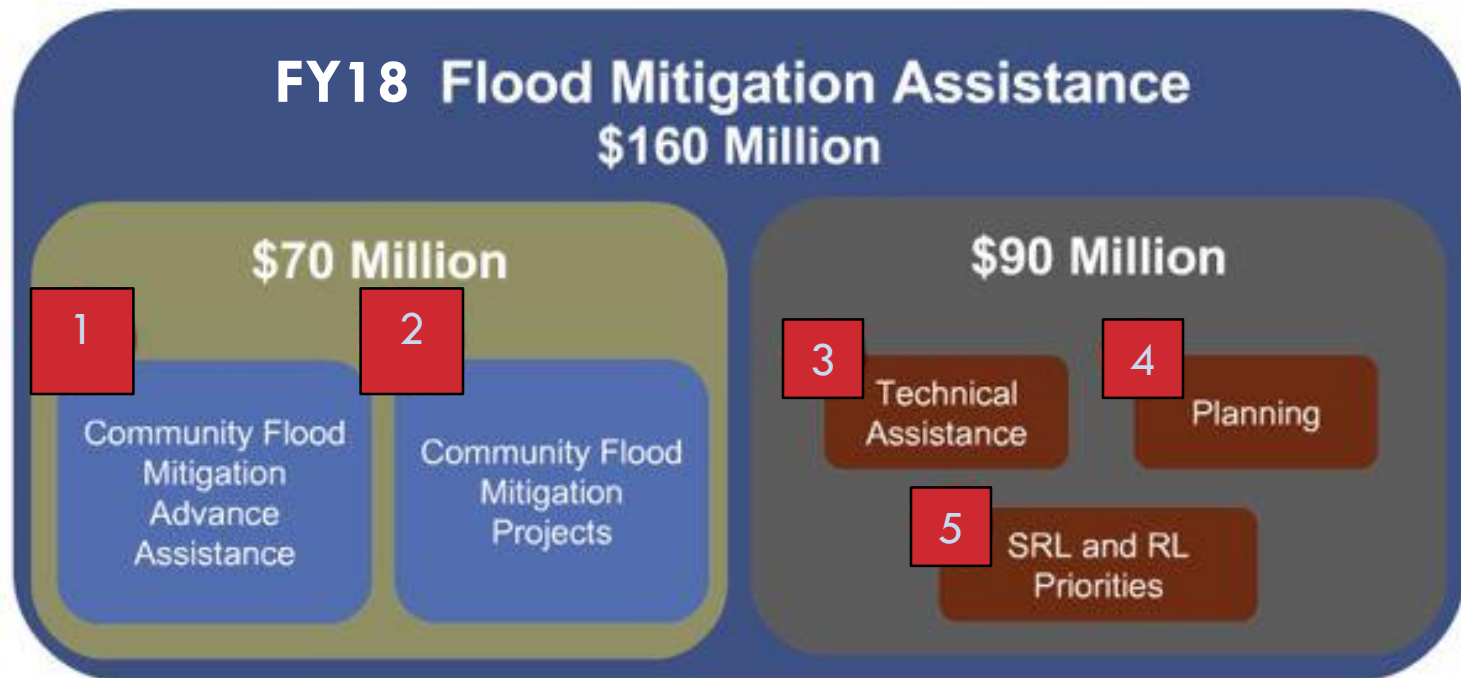 FY18 Flood Mitigation Assistance
$160 Million
$70 Million
1
Community Flood
Mitigation
Advance
Assistance
2
Community Flood
Mitigation
Projects
$90 Million
3
Technical
Assistance
4
Planning
5
SRL and RL
Priorities